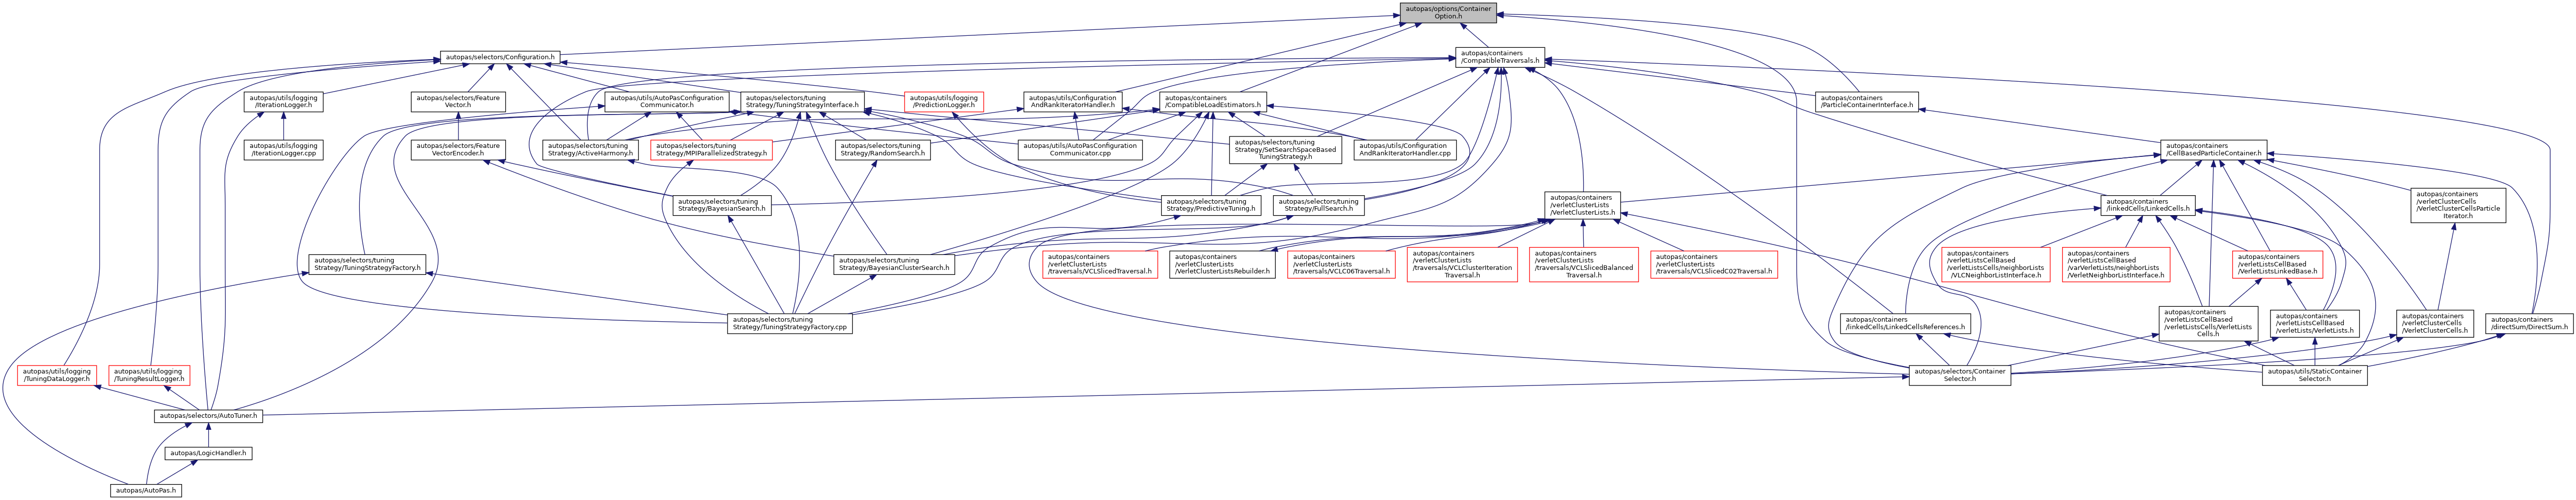 autopas/options/Container
Option.h
autopas/selectors/Configuration.h
autopas/containers
/CompatibleTraversals.h
autopas/utils/logging
/IterationLogger.h
autopas/selectors/Feature
Vector.h
autopas/utils/AutoPasConfiguration
Communicator.h
autopas/selectors/tuning
Strategy/TuningStrategyInterface.h
autopas/utils/logging
/PredictionLogger.h
autopas/utils/Configuration
AndRankIteratorHandler.h
autopas/containers
/CompatibleLoadEstimators.h
autopas/containers
/ParticleContainerInterface.h
autopas/utils/logging
/IterationLogger.cpp
autopas/selectors/Feature
VectorEncoder.h
autopas/selectors/tuning
Strategy/ActiveHarmony.h
autopas/selectors/tuning
Strategy/MPIParallelizedStrategy.h
autopas/selectors/tuning
Strategy/RandomSearch.h
autopas/utils/AutoPasConfiguration
Communicator.cpp
autopas/selectors/tuning
Strategy/SetSearchSpaceBased
TuningStrategy.h
autopas/utils/Configuration
AndRankIteratorHandler.cpp
autopas/containers
/CellBasedParticleContainer.h
autopas/selectors/tuning
Strategy/BayesianSearch.h
autopas/selectors/tuning
Strategy/PredictiveTuning.h
autopas/selectors/tuning
Strategy/FullSearch.h
autopas/containers
/verletClusterLists
/VerletClusterLists.h
autopas/containers
/linkedCells/LinkedCells.h
autopas/containers
/verletClusterCells
/VerletClusterCellsParticle
Iterator.h
autopas/selectors/tuning
Strategy/TuningStrategyFactory.h
autopas/selectors/tuning
Strategy/BayesianClusterSearch.h
autopas/containers
/verletClusterLists
/traversals/VCLSlicedTraversal.h
autopas/containers
/verletClusterLists
/VerletClusterListsRebuilder.h
autopas/containers
/verletClusterLists
/traversals/VCLC06Traversal.h
autopas/containers
/verletClusterLists
/traversals/VCLClusterIteration
Traversal.h
autopas/containers
/verletClusterLists
/traversals/VCLSlicedBalanced
Traversal.h
autopas/containers
/verletClusterLists
/traversals/VCLSlicedC02Traversal.h
autopas/containers
/verletListsCellBased
/verletListsCells/neighborLists
/VLCNeighborListInterface.h
autopas/containers
/verletListsCellBased
/varVerletLists/neighborLists
/VerletNeighborListInterface.h
autopas/containers
/verletListsCellBased
/VerletListsLinkedBase.h
autopas/selectors/tuning
Strategy/TuningStrategyFactory.cpp
autopas/containers
/linkedCells/LinkedCellsReferences.h
autopas/containers
/verletListsCellBased
/verletListsCells/VerletLists
Cells.h
autopas/containers
/verletListsCellBased
/verletLists/VerletLists.h
autopas/containers
/verletClusterCells
/VerletClusterCells.h
autopas/containers
/directSum/DirectSum.h
autopas/utils/logging
/TuningDataLogger.h
autopas/utils/logging
/TuningResultLogger.h
autopas/selectors/Container
Selector.h
autopas/utils/StaticContainer
Selector.h
autopas/selectors/AutoTuner.h
autopas/LogicHandler.h
autopas/AutoPas.h